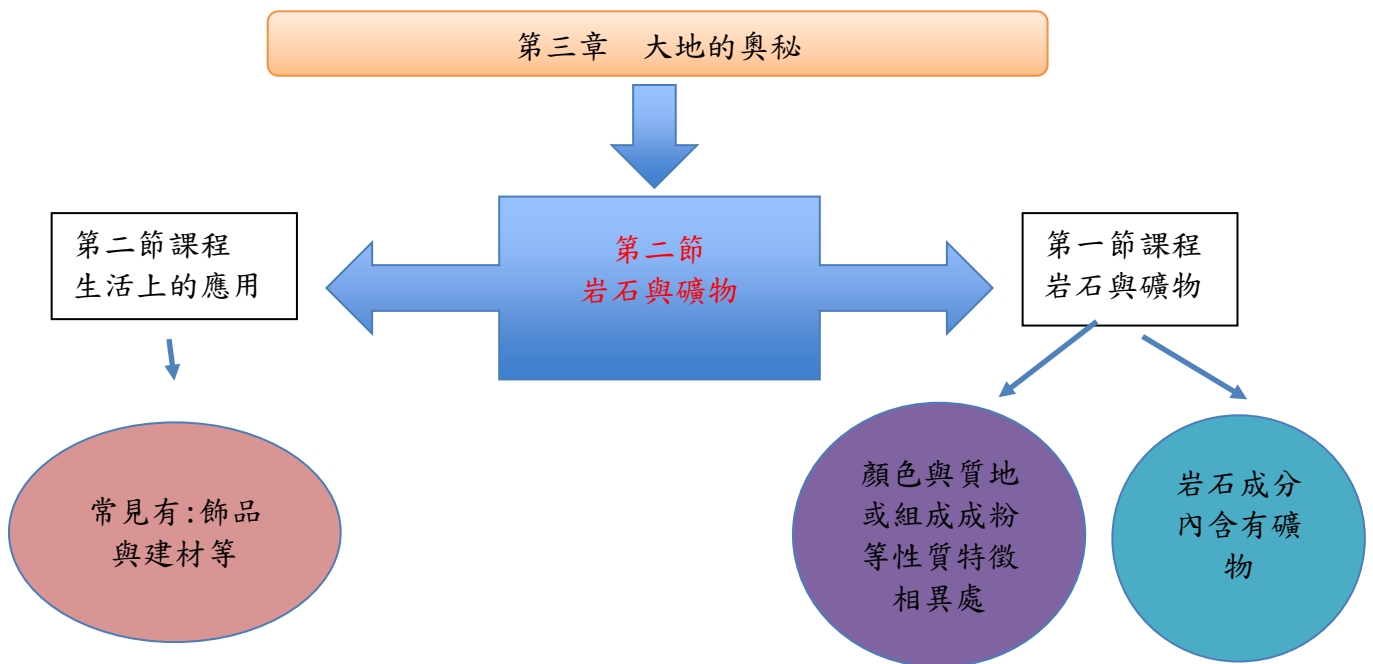 第三章　大地的奧秘
第二節課程
生活上的應用
第二節
岩石與礦物
第一節課程
岩石與礦物
常見有:飾品
與建材等
顏色與質地
或組成成粉
等性質特徵
相異處
岩石成分
內含有礦
物